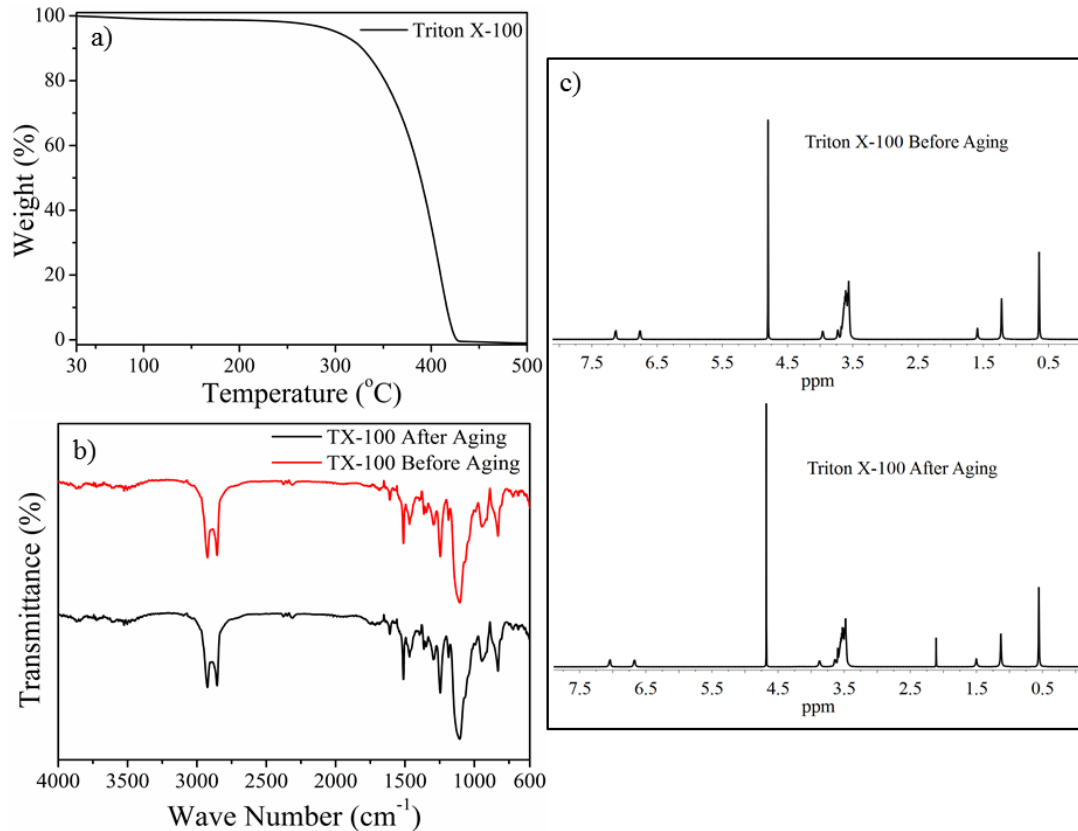 a)
Triton X-100
100
80
60
40
20
0
Weight (%)
30 100 200 300 400 500
Temperature (°C)
b)
TX-100 After Aging
TX-100 Before Aging
Transmittance (%)
4000 3500 3000 2500 2000 1500 1000 600
Wave Number (cm⁻¹)
c)
Triton X-100 Before Aging
7.5 6.5 5.5 4.5 3.5 2.5 1.5 0.5
ppm
Triton X-100 After Aging
7.5 6.5 5.5 4.5 3.5 2.5 1.5 0.5
ppm